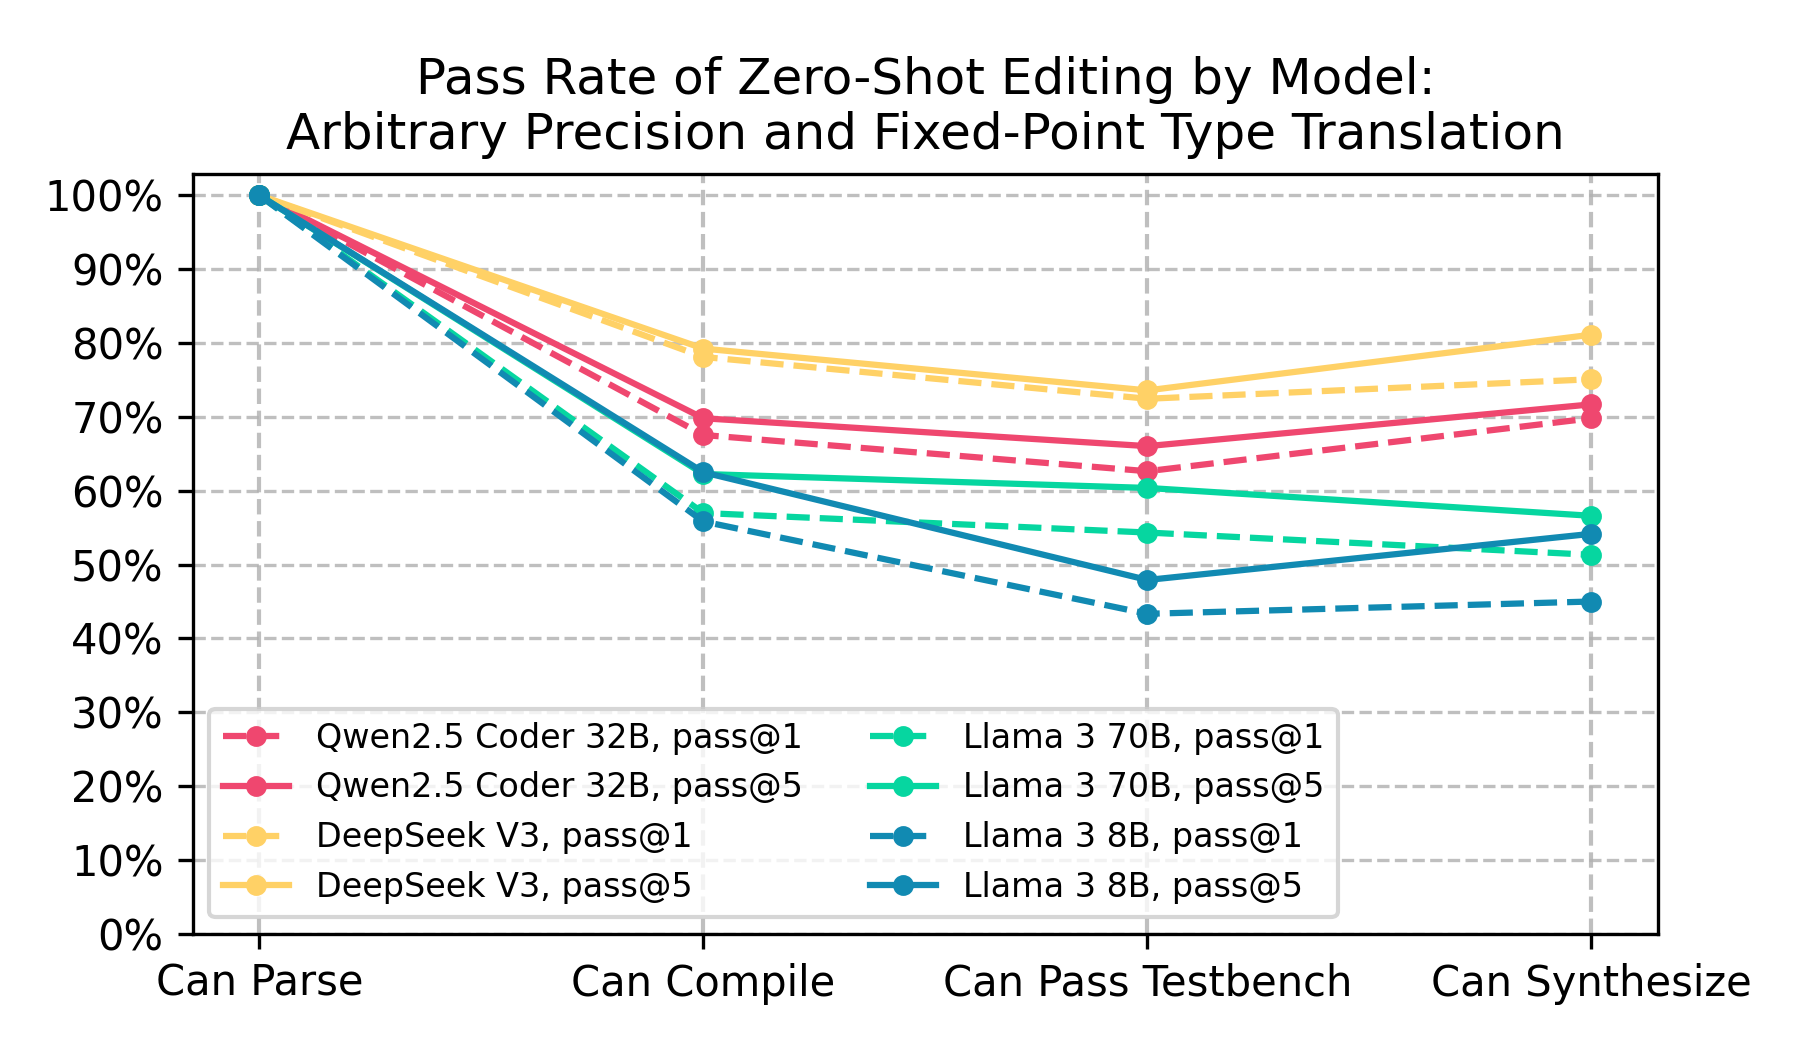 Pass Rate of Zero-Shot Editing by Model:
Arbitrary Precision and Fixed-Point Type Translation
100%
90%
80%
70%
60%
50%
40%
30%
20%
10%
0%
Qwen2.5 Coder 32B, pass@1
Qwen2.5 Coder 32B, pass@5
DeepSeek V3, pass@1
DeepSeek V3, pass@5
Llama 3 70B, pass@1
Llama 3 70B, pass@5
Llama 3 8B, pass@1
Llama 3 8B, pass@5
Can Parse
Can Compile
Can Pass Testbench
Can Synthesize